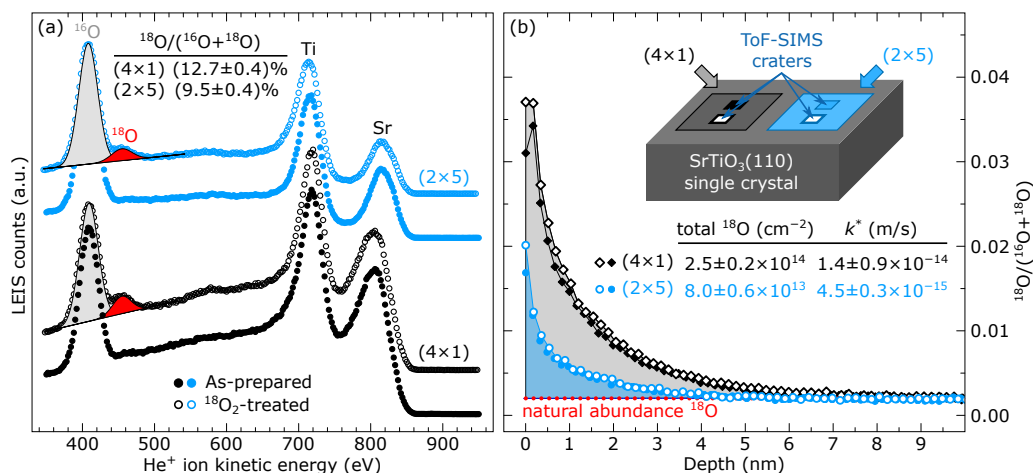 (a)
¹⁶O
¹⁸O/(¹⁶O+¹⁸O)
(4×1) (12.7±0.4)%
(2×5) (9.5±0.4)%
¹⁸O
Ti
Sr
(2×5)
(4×1)
As-prepared
¹⁸O₂-treated
LEIS counts (a.u.)
400 500 600 700 800 900
He⁺ ion kinetic energy (eV)
(b)
ToF-SIMS
craters
(4×1)
(2×5)
SrTiO₃(110)
single crystal
total ¹⁸O (cm⁻²) k* (m/s)
(4×1) 2.5±0.2×10¹⁴ 1.4±0.9×10⁻¹⁴
(2×5) 8.0±0.6×10¹³ 4.5±0.3×10⁻¹⁵
natural abundance ¹⁸O
0.04
0.03
0.02
0.01
0.00
¹⁸O/(¹⁶O+¹⁸O)
0 1 2 3 4 5 6 7 8 9
Depth (nm)